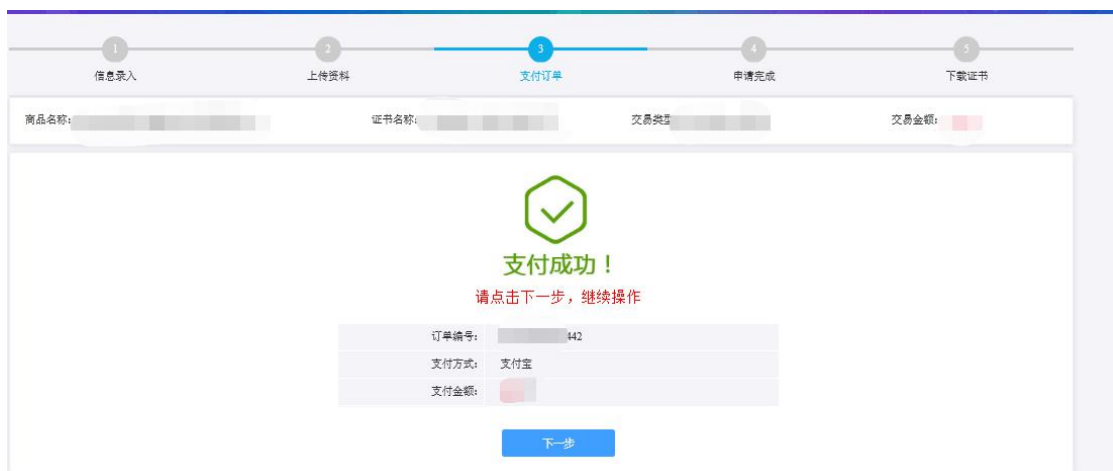 1 2 3 4 5
信息录入 上传资料 支付订单 申请完成 下载证书
商品名称： 证书名称： 交易类型 交易金额：
支付成功！
请点击下一步，继续操作
订单编号： 442
支付方式： 支付宝
支付金额：
下一步